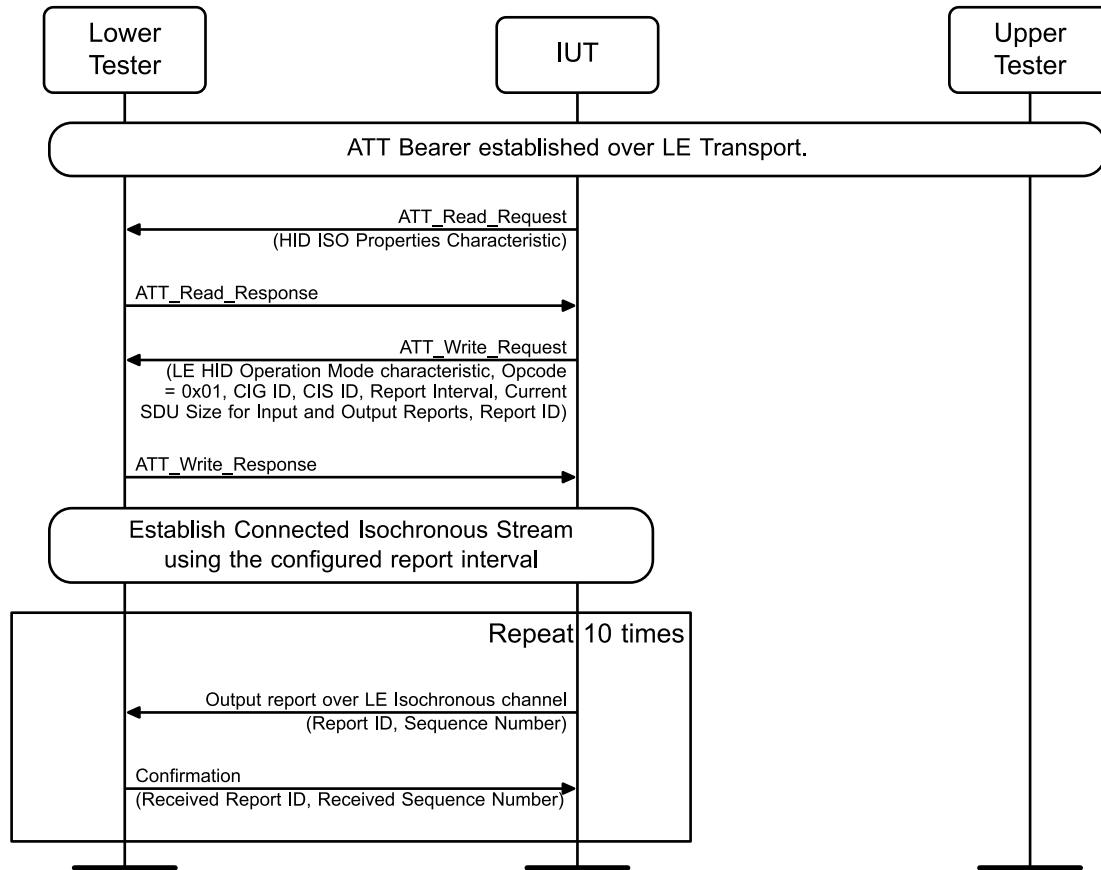 Lower
Tester
IUT
Upper
Tester
ATT Bearer established over LE Transport.
ATT_Read_Request
(HID ISO Properties Characteristic)
ATT_Read_Response
ATT_Write_Request
(LE HID Operation Mode characteristic, Opcode
= 0x01, CIG ID, CIS ID, Report Interval, Current
SDU Size for Input and Output Reports, Report ID)
ATT_Write_Response
Establish Connected Isochronous Stream
using the configured report interval
Repeat 10 times
Output report over LE Isochronous channel
(Report ID, Sequence Number)
Confirmation
(Received Report ID, Received Sequence Number)